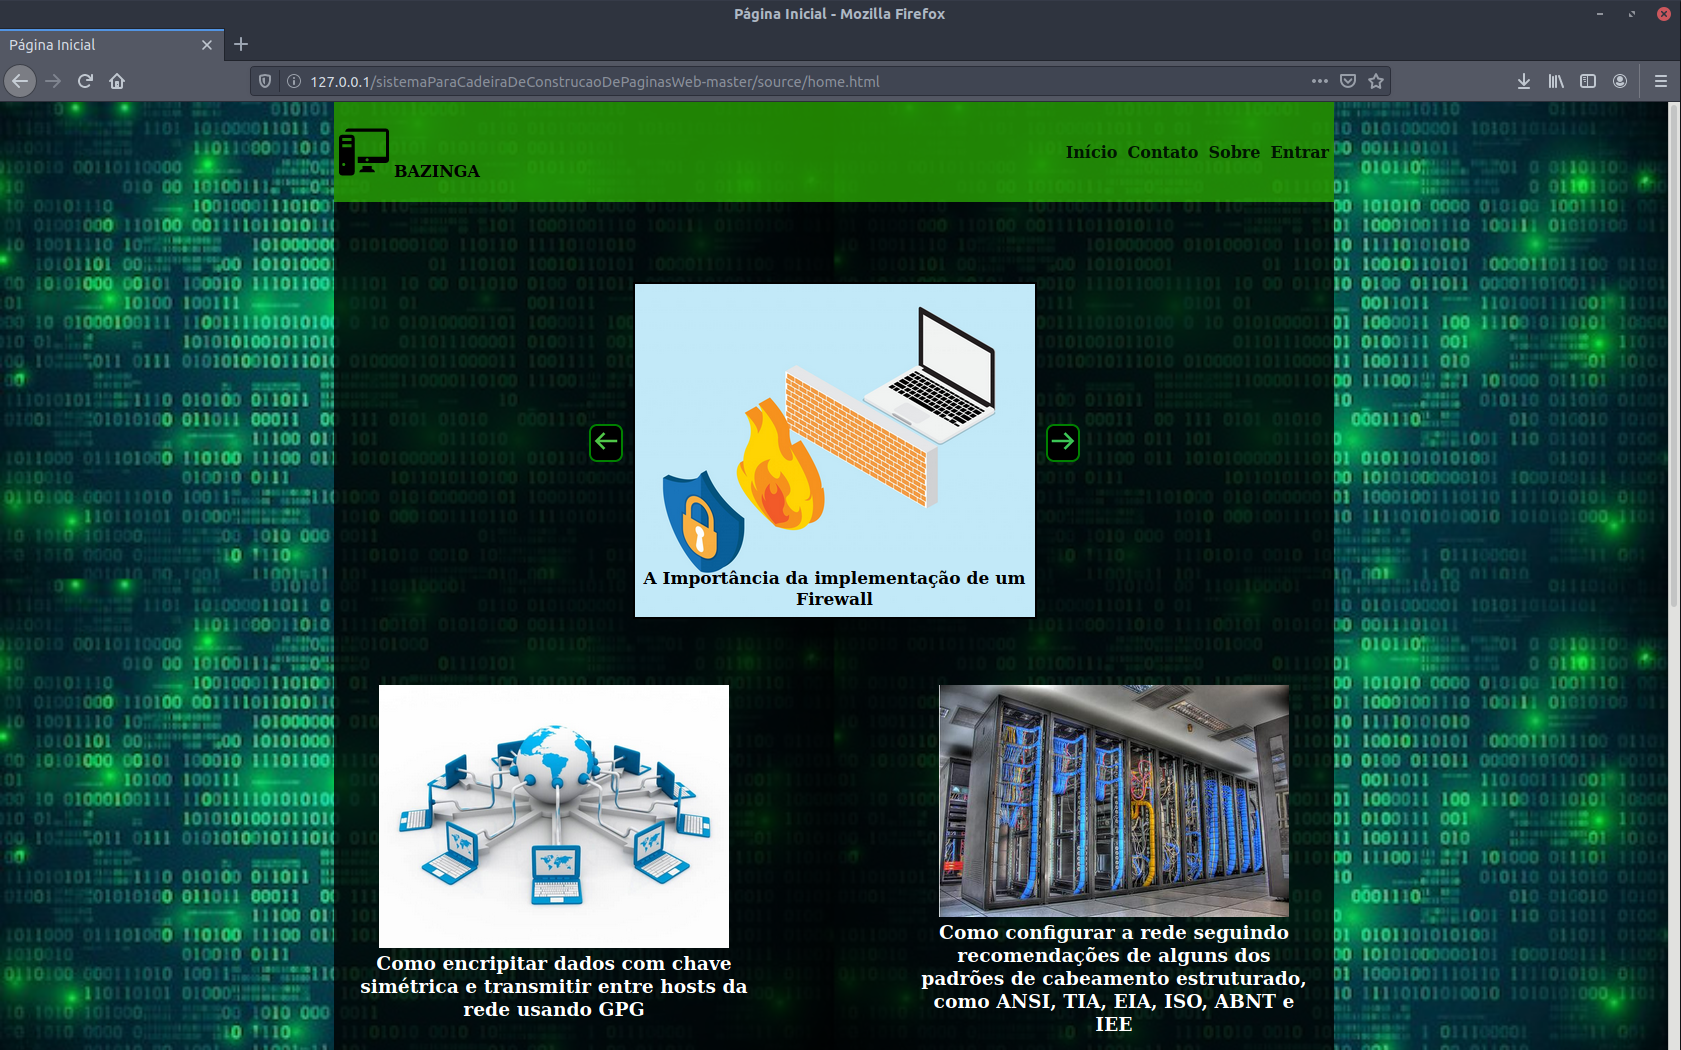 Página Inicial - Mozilla Firefox
Página Inicial
127.0.0.1/sistemaParaCadeiraDeConstrucaoDePaginasWeb-master/source/home.html
BAZINGA
Início Contato Sobre Entrar
A Importância da implementação de um
Firewall
Como encripitar dados com chave
simétrica e transmitir entre hosts da
rede usando GPG
Como configurar a rede seguindo
recomendações de alguns dos
padrões de cabeamento estruturado,
como ANSI, TIA, EIA, ISO, ABNT e
IEE